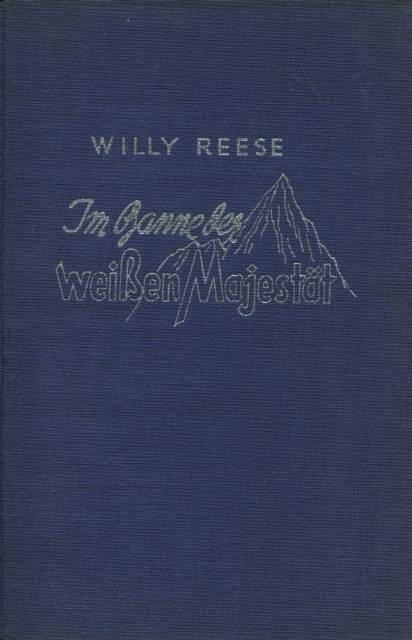 WILLY REESE
Im Banne der
weißen Majestät